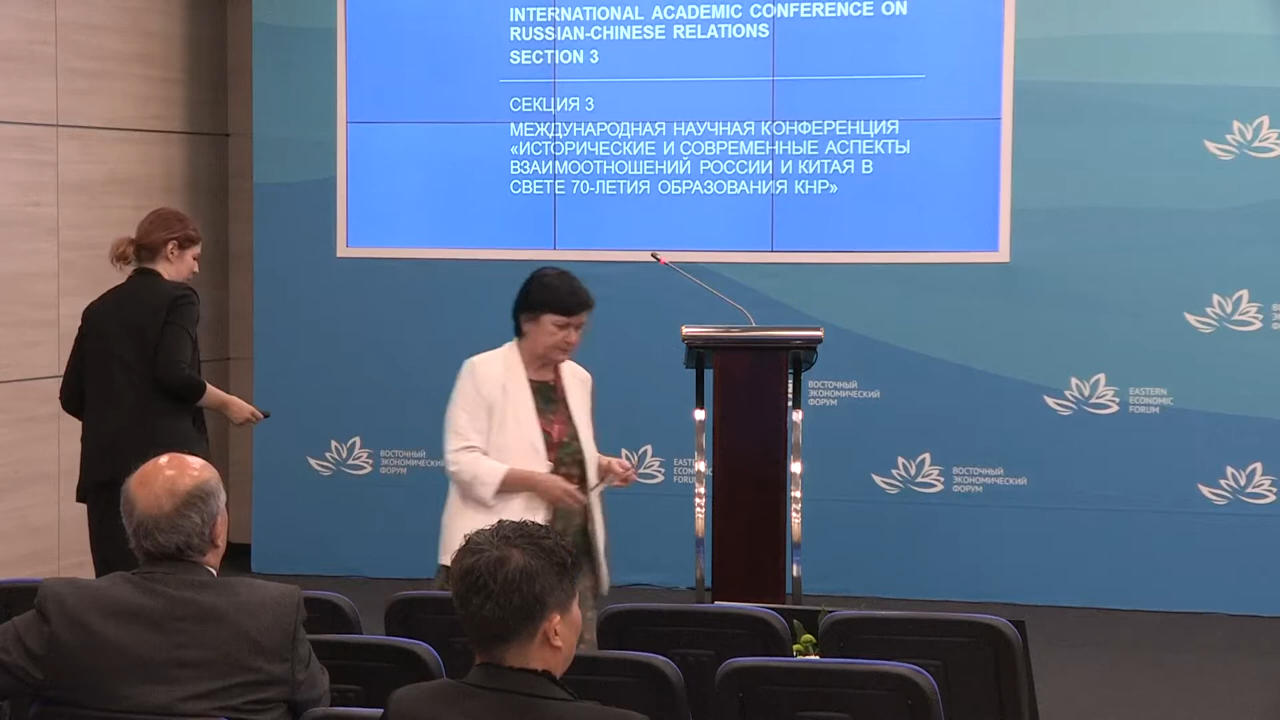 INTERNATIONAL ACADEMIC CONFERENCE ON
RUSSIAN-CHINESE RELATIONS
SECTION 3
СЕКЦИЯ 3
МЕЖДУНАРОДНАЯ НАУЧНАЯ КОНФЕРЕНЦИЯ
«ИСТОРИЧЕСКИЕ И СОВРЕМЕННЫЕ АСПЕКТЫ
ВЗАИМООТНОШЕНИЙ РОССИИ И КИТАЯ В
СВЕТЕ 70-ЛЕТИЯ ОБРАЗОВАНИЯ КНР»
ВОСТОЧНЫЙ
ЭКОНОМИЧЕСКИЙ
ФОРУМ
EASTERN
ECONOMIC
FORUM
ВОСТОЧНЫЙ
ЭКОНОМИЧЕСКИЙ
ФОРУМ
ВОСТОЧНЫЙ
ЭКОНОМИЧЕСКИЙ
ФОРУМ